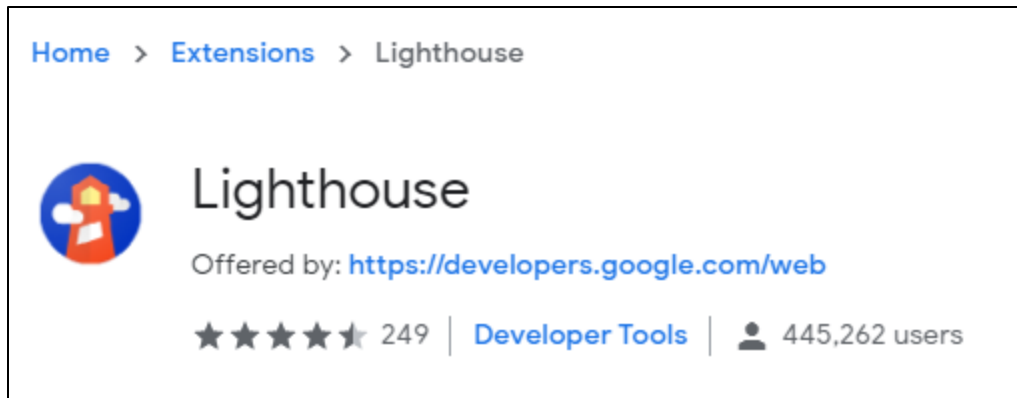 Home > Extensions > Lighthouse
Lighthouse
Offered by: https://developers.google.com/web
249 | Developer Tools | 445,262 users